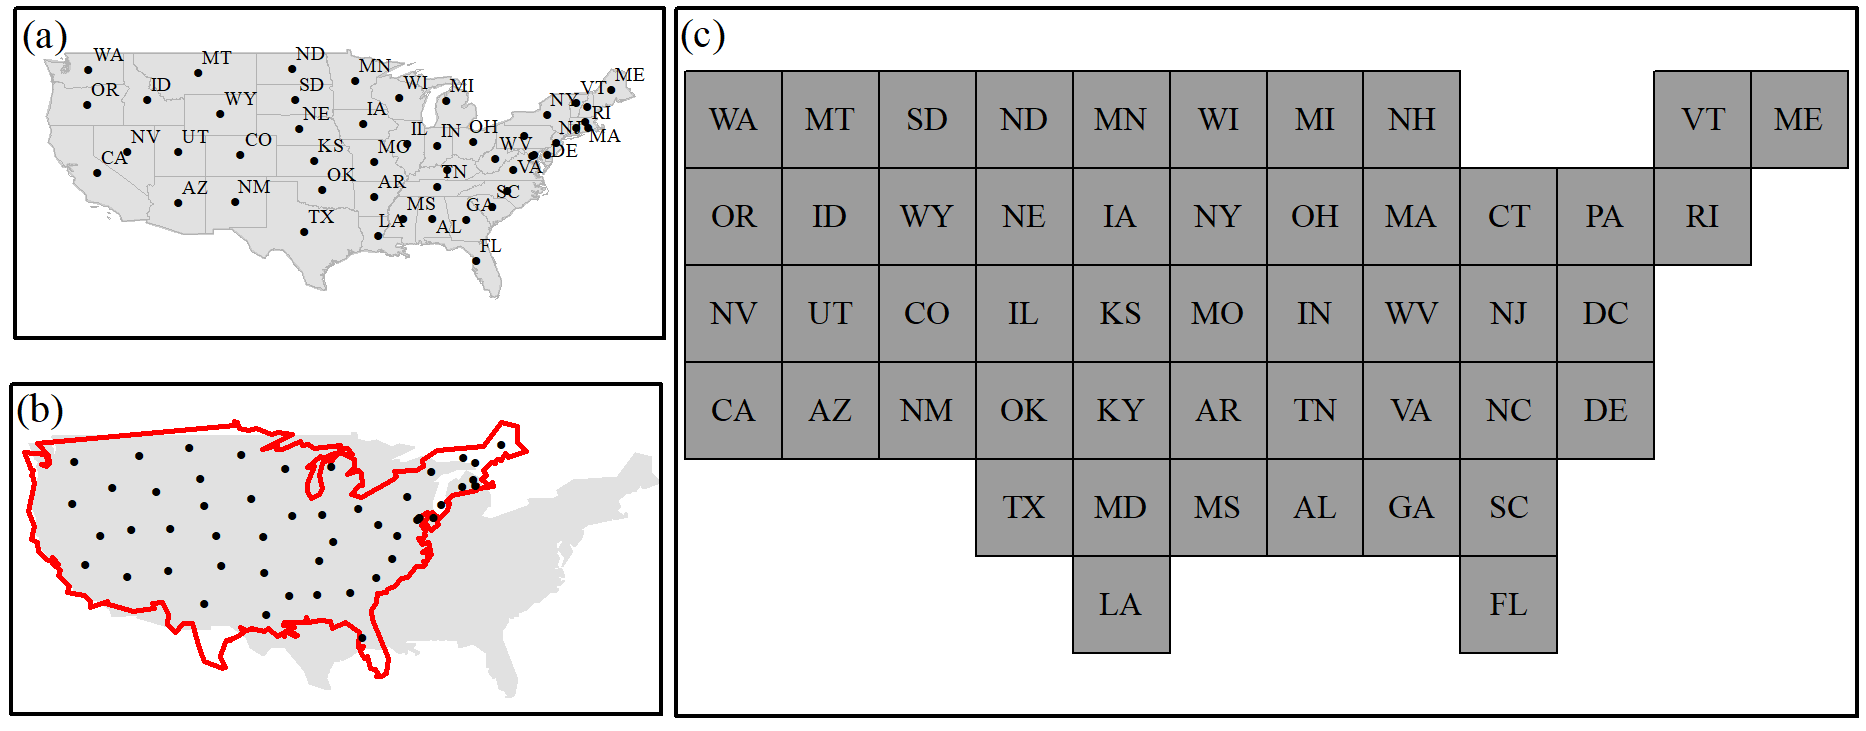 (a)
WA MT ND MN WI MI VT ME
OR ID WY SD NE IA IL IN OH NY RI
NV UT CO KS MO WV NJ MA
CA AZ NM OK AR TN VA DE
TX LA MS AL GA SC
FL
(b)
(c)
WA MT SD ND MN WI MI NH VT ME
OR ID WY NE IA NY OH MA CT PA RI
NV UT CO IL KS MO IN WV NJ DC
CA AZ NM OK KY AR TN VA NC DE
TX MD MS AL GA SC
LA FL